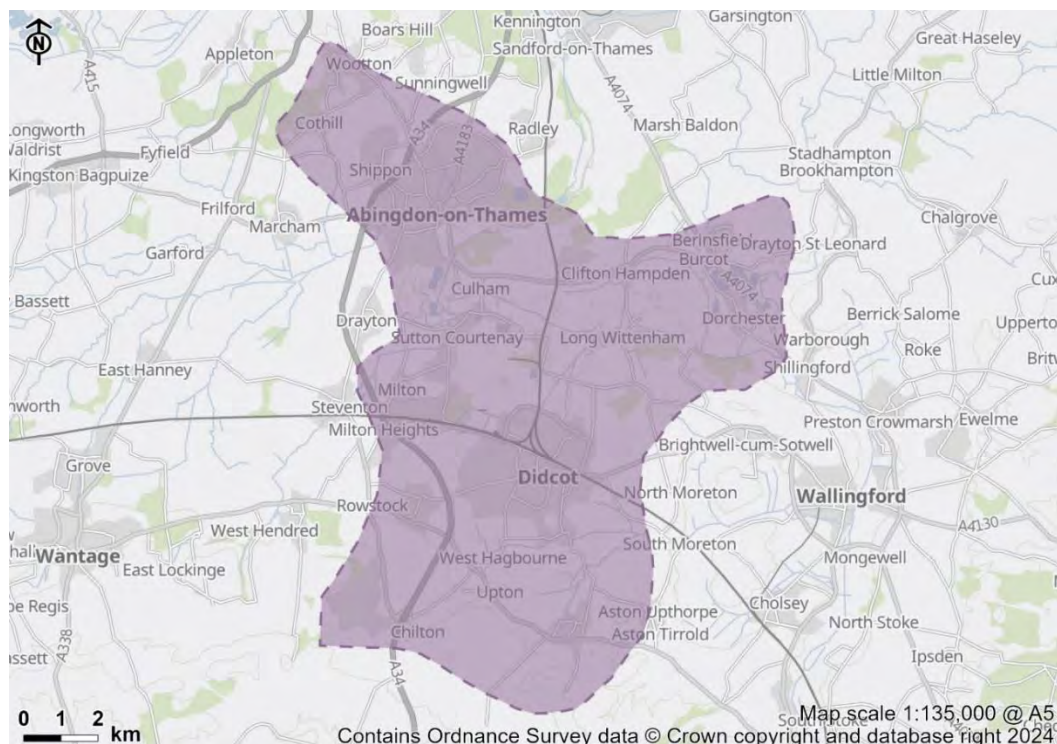 N
Boars Hill
Kennington
Garsington
Great Haseley
Appleton
Sandford-on-Thames
A415
Wootton
Sunningwell
Little Milton
A4074
Longworth
A34
A4183
Radley
Marsh Baldon
Cothill
Fyfield
Stadhampton
Kingston Bagpuize
Shippon
Brookhampton
Frilford
Abingdon-on-Thames
Chalgrove
Marcham
Garford
Drayton St Leonard
Burcot
Clifton Hampden
A4074
Bassett
Culham
Drayton
Dorchester
Berrick Salome
Sutton Courtenay
Long Wittenham
Warborough
Roke
East Hanney
Shillingford
Milton
Steventon
Preston Crowmarsh
Ewelme
Milton Heights
Brightwell-cum-Sotwell
Grove
Didcot
North Moreton
Wallingford
Rowstock
West Hendred
A4130
South Moreton
Wantage
West Hagbourne
Mongewell
East Lockinge
Upton
Aston Upthorpe
Cholsey
North Stoke
Chilton
Aston Tirrold
A338
Ipsden
A34
0 1 2
km
Map scale 1:135,000 @ A5
Contains Ordnance Survey data © Crown copyright and database right 2024